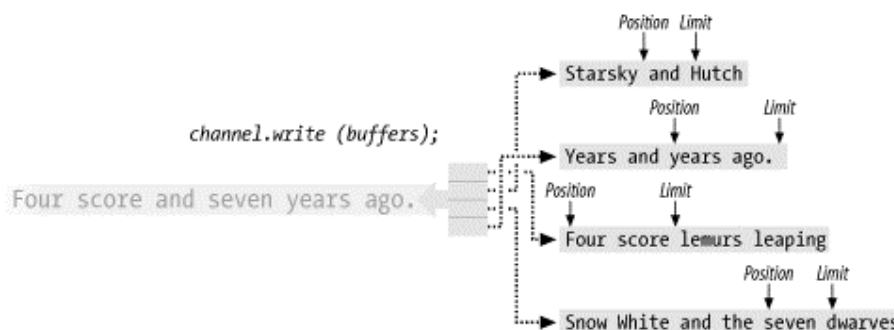 Position Limit
Starsky and Hutch
Position Limit
channel.write (buffers);
Years and years ago.
Four score and seven years ago.
Position Limit
Four score lemurs leaping
Position Limit
Snow White and the seven dwarves